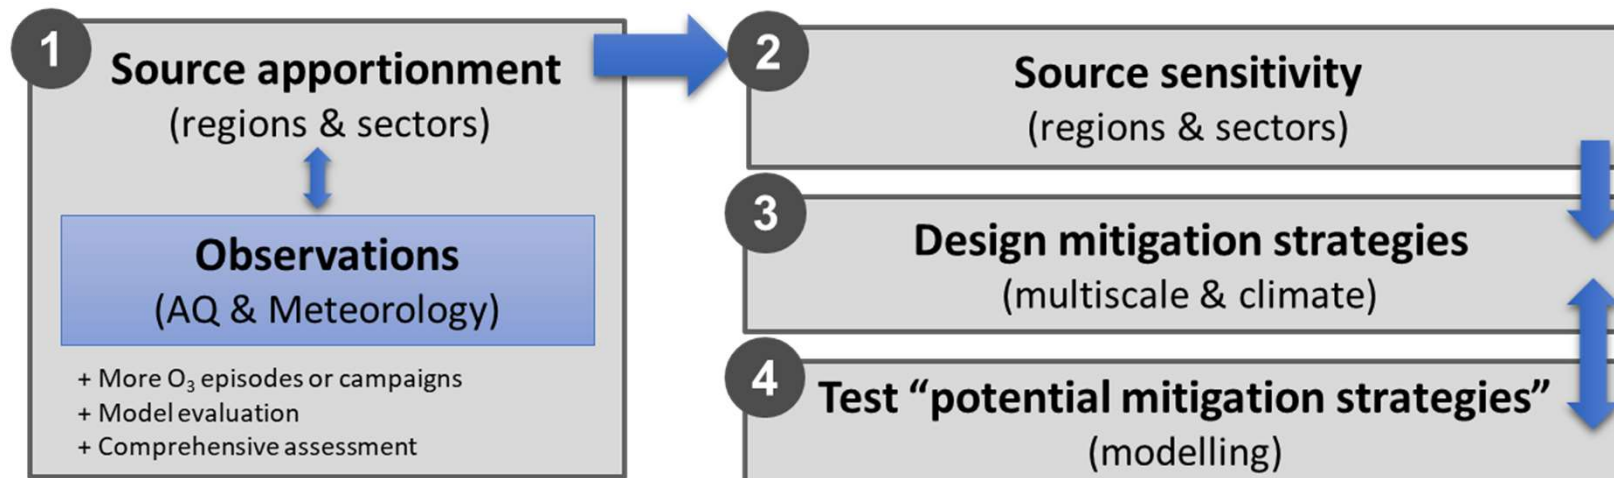 1
Source apportionment
(regions & sectors)
Observations
(AQ & Meteorology)
+ More O₃ episodes or campaigns
+ Model evaluation
+ Comprehensive assessment
2
Source sensitivity
(regions & sectors)
3
Design mitigation strategies
(multiscale & climate)
4
Test “potential mitigation strategies”
(modelling)